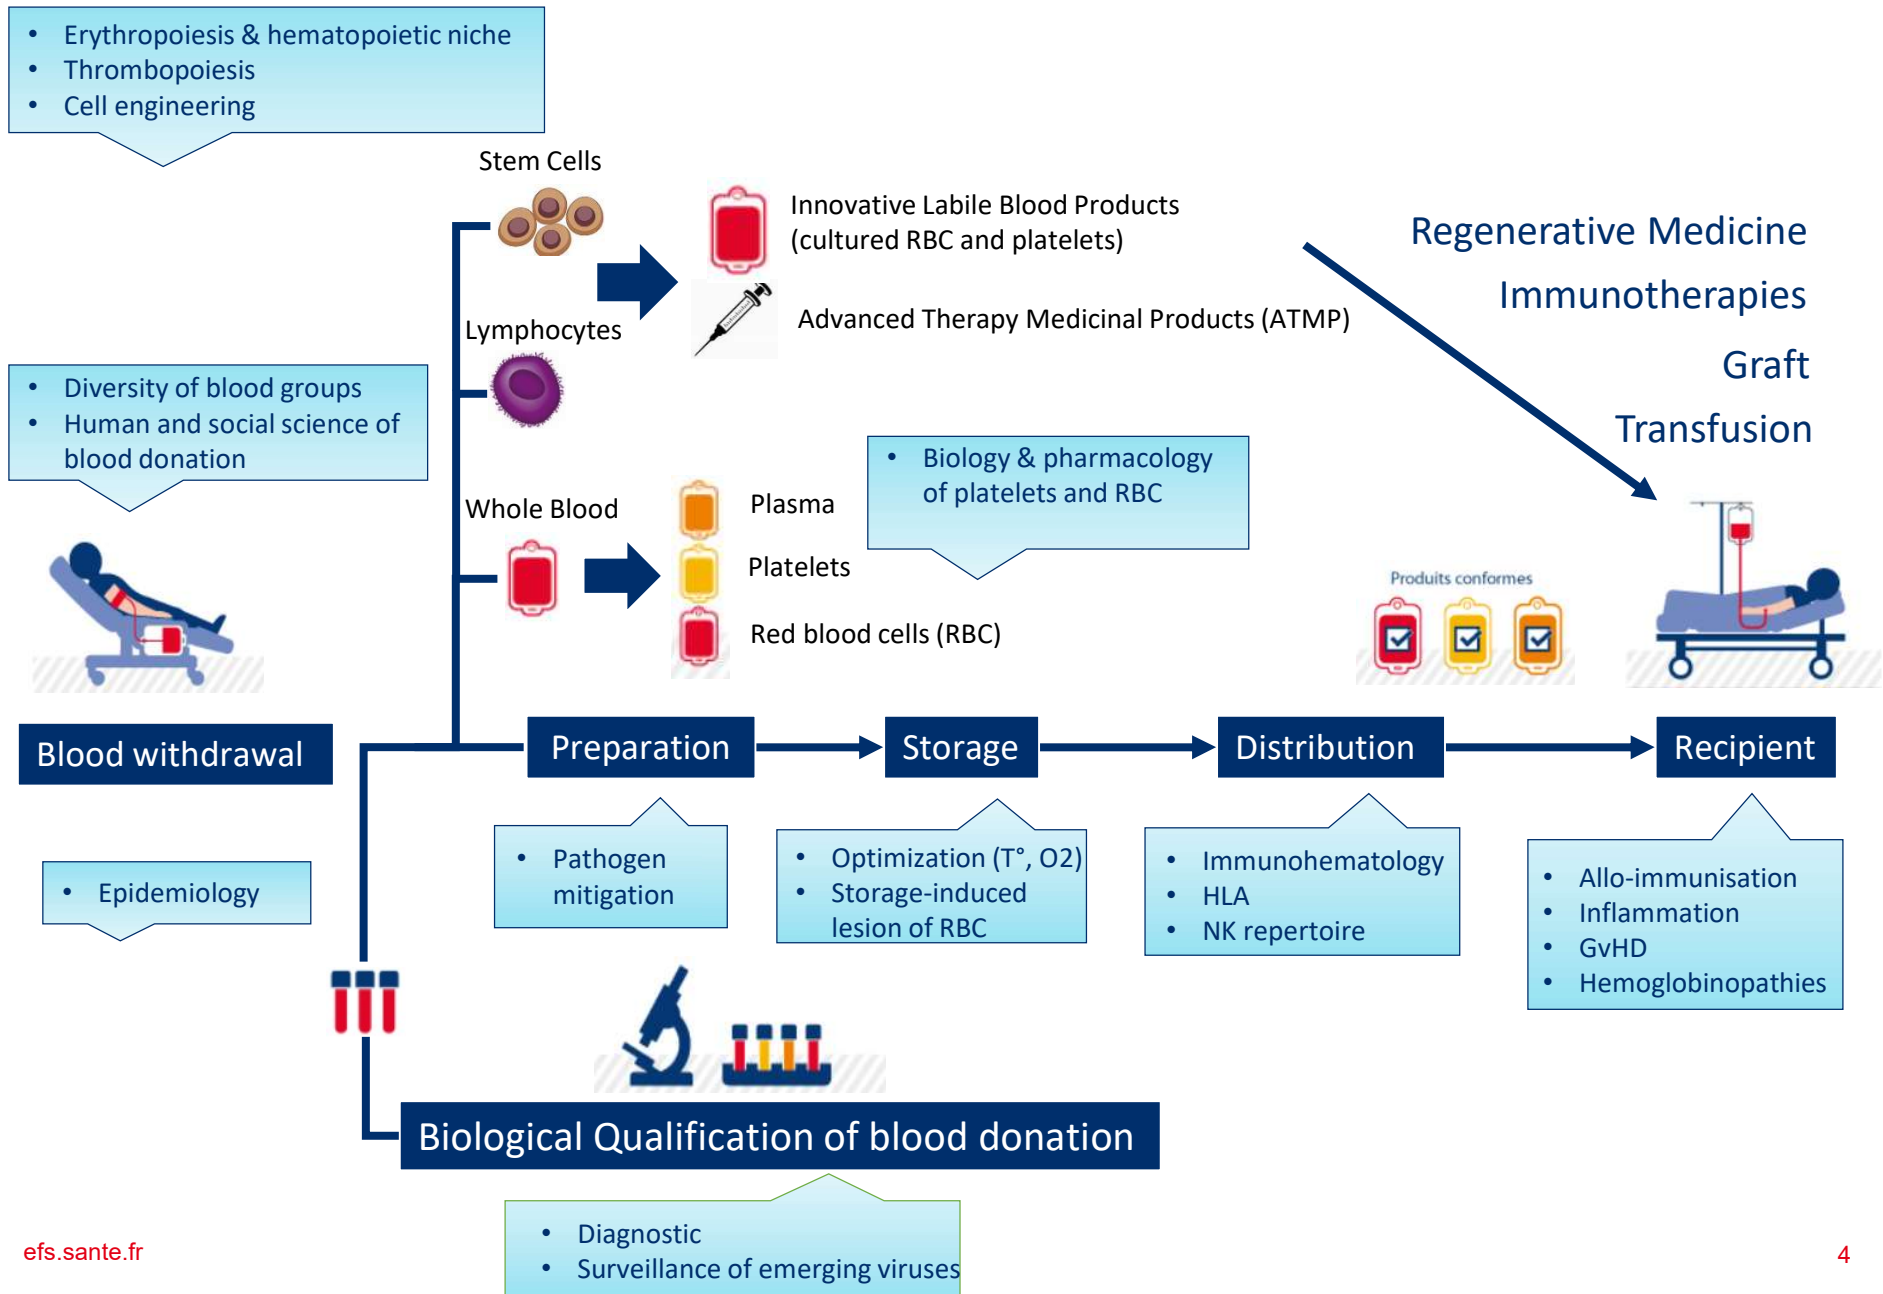 • Erythropoiesis & hematopoietic niche
• Thrombopoiesis
• Cell engineering
Stem Cells
Innovative Labile Blood Products
(cultured RBC and platelets)
Regenerative Medicine
Immunotherapies
Graft
Transfusion
Lymphocytes
Advanced Therapy Medicinal Products (ATMP)
• Diversity of blood groups
• Human and social science of
blood donation
Whole Blood
Plasma
Platelets
Red blood cells (RBC)
• Biology & pharmacology
of platelets and RBC
Produits conformes
Blood withdrawal
Preparation
Storage
Distribution
Recipient
• Epidemiology
• Pathogen
mitigation
• Optimization (T°, O2)
• Storage-induced
lesion of RBC
• Immunohematology
• HLA
• NK repertoire
• Allo-immunisation
• Inflammation
• GvHD
• Hemoglobinopathies
Biological Qualification of blood donation
• Diagnostic
• Surveillance of emerging viruses
efs.sante.fr
4